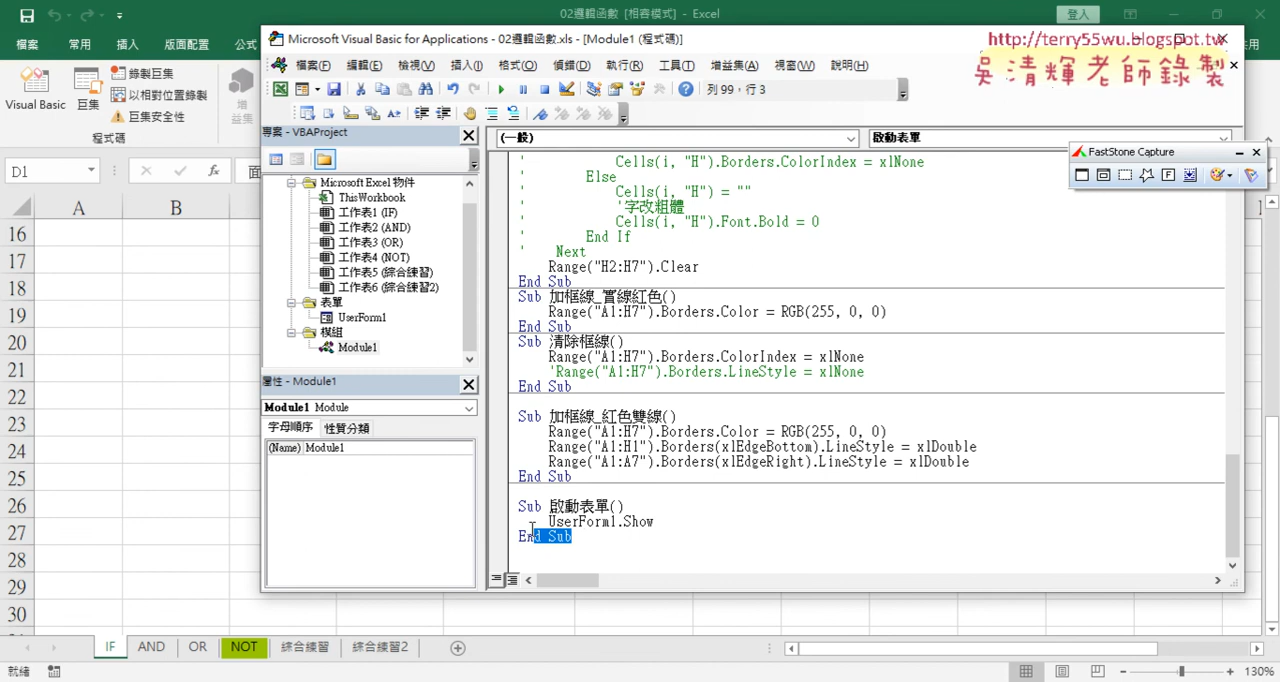 02邏輯函數 [相容模式] - Excel
登入
檔案
常用
插入
版面配置
公式
Visual Basic
巨集
錄製巨集
以相對位置錄製
巨集安全性
程式碼
增
益集
D1
Microsoft Visual Basic for Applications - 02邏輯函數.xls - [Module1 (程式碼)]
http://terry55wu.blogspot.tw
吳清輝老師錄製
檔案(F) 編輯(E) 檢視(V) 插入(I) 格式(O) 偵錯(D) 執行(R) 工具(T) 增益集(A) 視窗(W) 說明(H)
列 99，行 3
專案 - VBAProject
Microsoft Excel 物件
ThisWorkbook
工作表1 (IF)
工作表2 (AND)
工作表3 (OR)
工作表4 (NOT)
工作表5 (綜合練習)
工作表6 (綜合練習2)
表單
UserForm1
模組
Module1
屬性 - Module1
Module1 Module
字母順序 性質分類
(Name) Module1
(一般)
啟動表單
FastStone Capture
' Cells(i, "H").Borders.ColorIndex = xlNone
' Else
' Cells(i, "H") = ""
' '字改粗體
' Cells(i, "H").Font.Bold = 0
' End If
' Next
Range("H2:H7").Clear
End Sub
Sub 加框線_實線紅色()
Range("A1:H7").Borders.Color = RGB(255, 0, 0)
End Sub
Sub 清除框線()
Range("A1:H7").Borders.ColorIndex = xlNone
'Range("A1:H7").Borders.LineStyle = xlNone
End Sub
Sub 加框線_紅色雙線()
Range("A1:H7").Borders.Color = RGB(255, 0, 0)
Range("A1:H1").Borders(xlEdgeBottom).LineStyle = xlDouble
Range("A1:A7").Borders(xlEdgeRight).LineStyle = xlDouble
End Sub
Sub 啟動表單()
UserForm1.Show
End Sub
A B
16
17
18
19
20
21
22
23
24
25
26
27
28
29
30
IF AND OR NOT 綜合練習 綜合練習2
就緒
130%